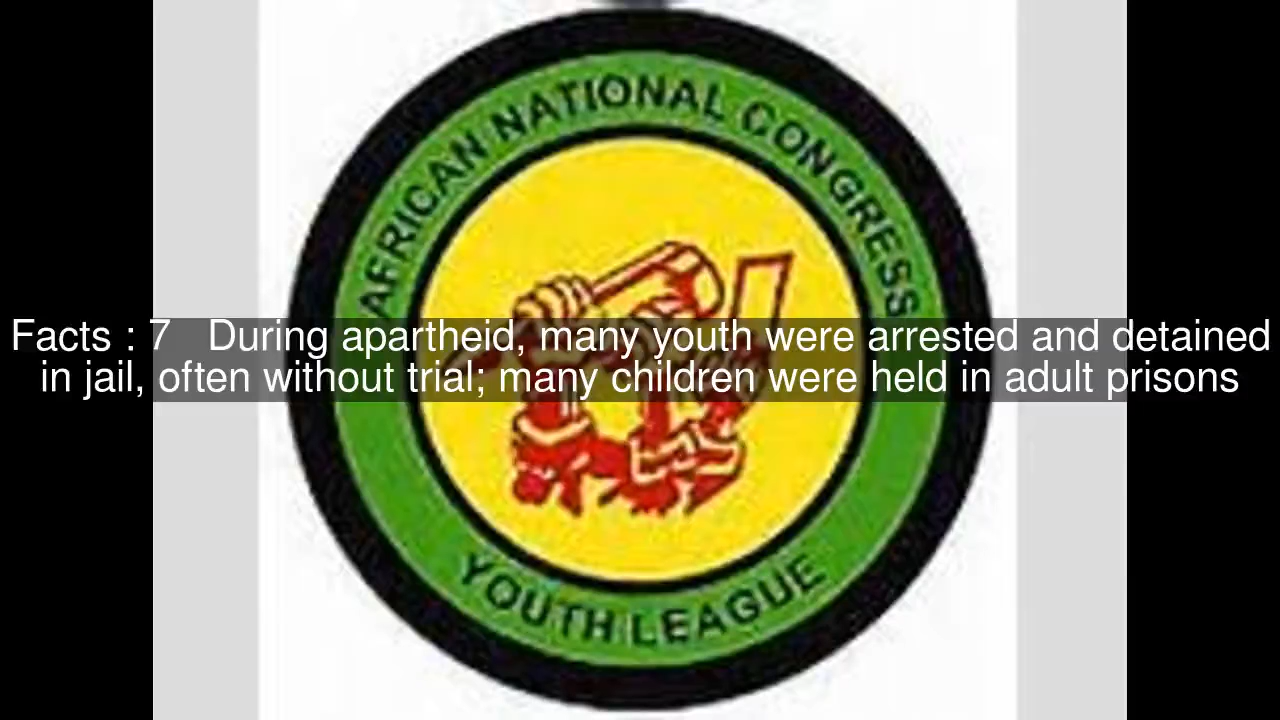 AFRICAN NATIONAL CONGRESS
Facts : 7 During apartheid, many youth were arrested and detained
in jail, often without trial; many children were held in adult prisons
YOUTH LEAGUE